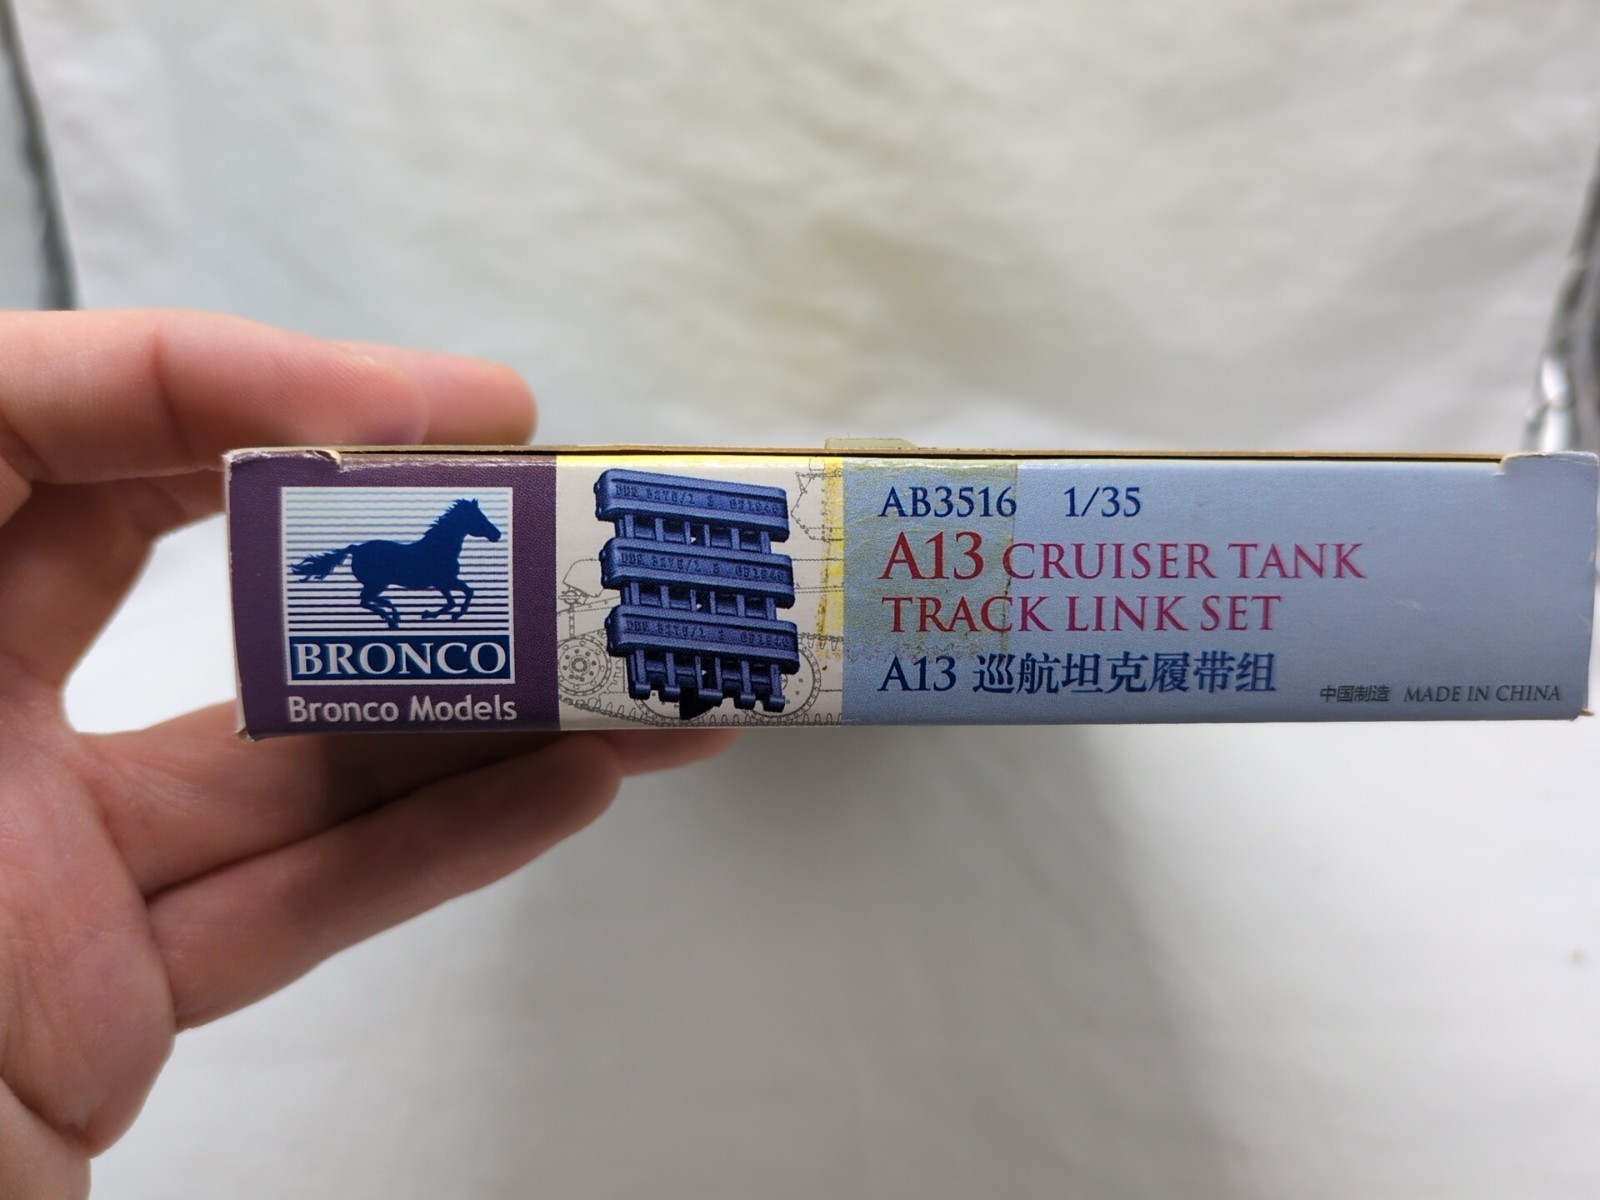 BRONCO
Bronco Models
AB3516 1/35
A13 CRUISER TANK
TRACK LINK SET
A13 巡航坦克履带组
中国制造 MADE IN CHINA